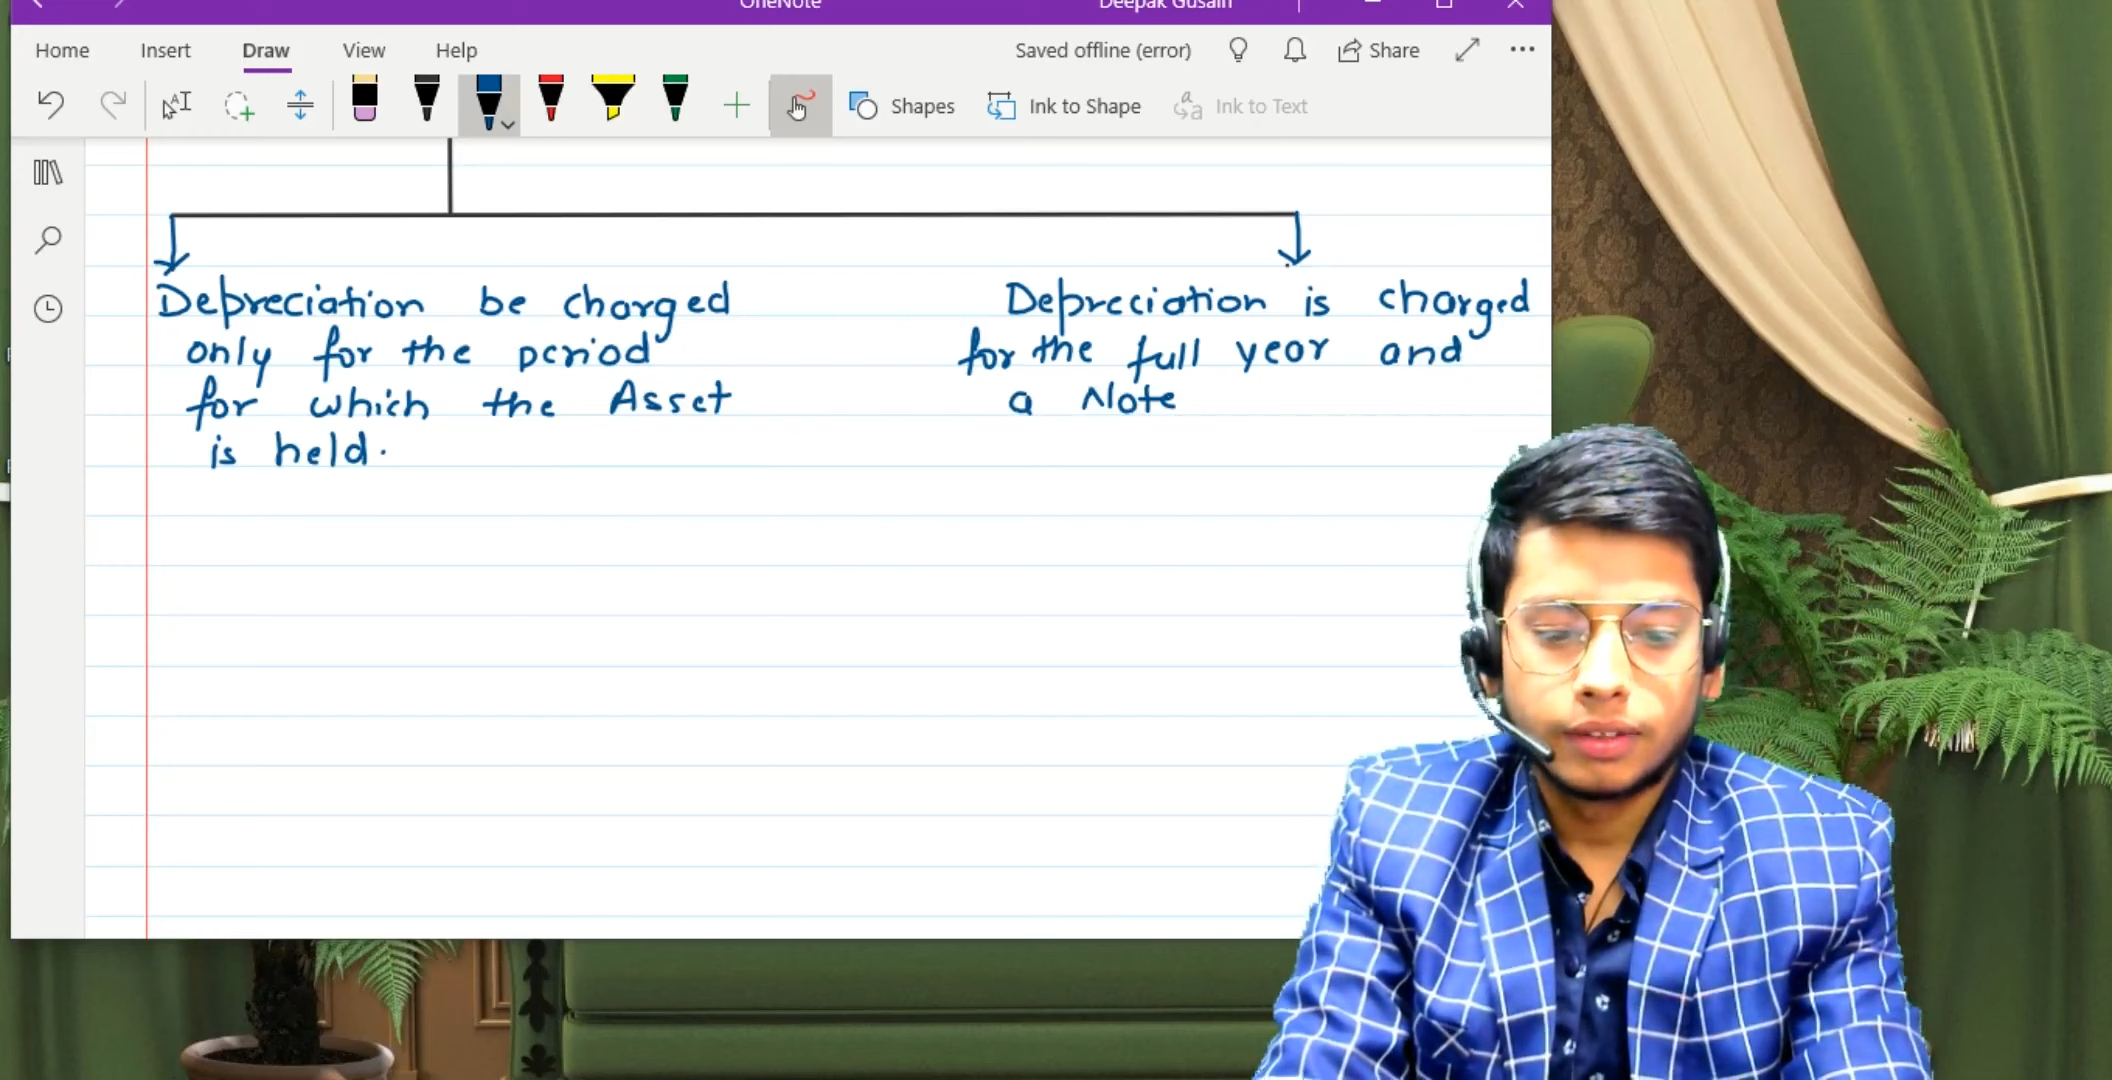 OneNote
Deepak Gusain
Home Insert Draw View Help
Saved offline (error)
Share
Shapes
Ink to Shape
Ink to Text
Depreciation be charged
only for the period
for which the Asset
is held.
Depreciation is charged
for the full year and
a Note